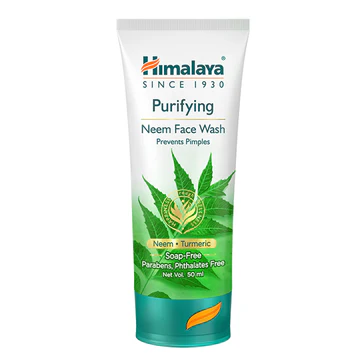 Himalaya
SINCE 1930
Purifying
Neem Face Wash
Prevents Pimples
Neem • Turmeric
Soap-Free
Parabens, Phthalates Free
Net Vol. 50 ml